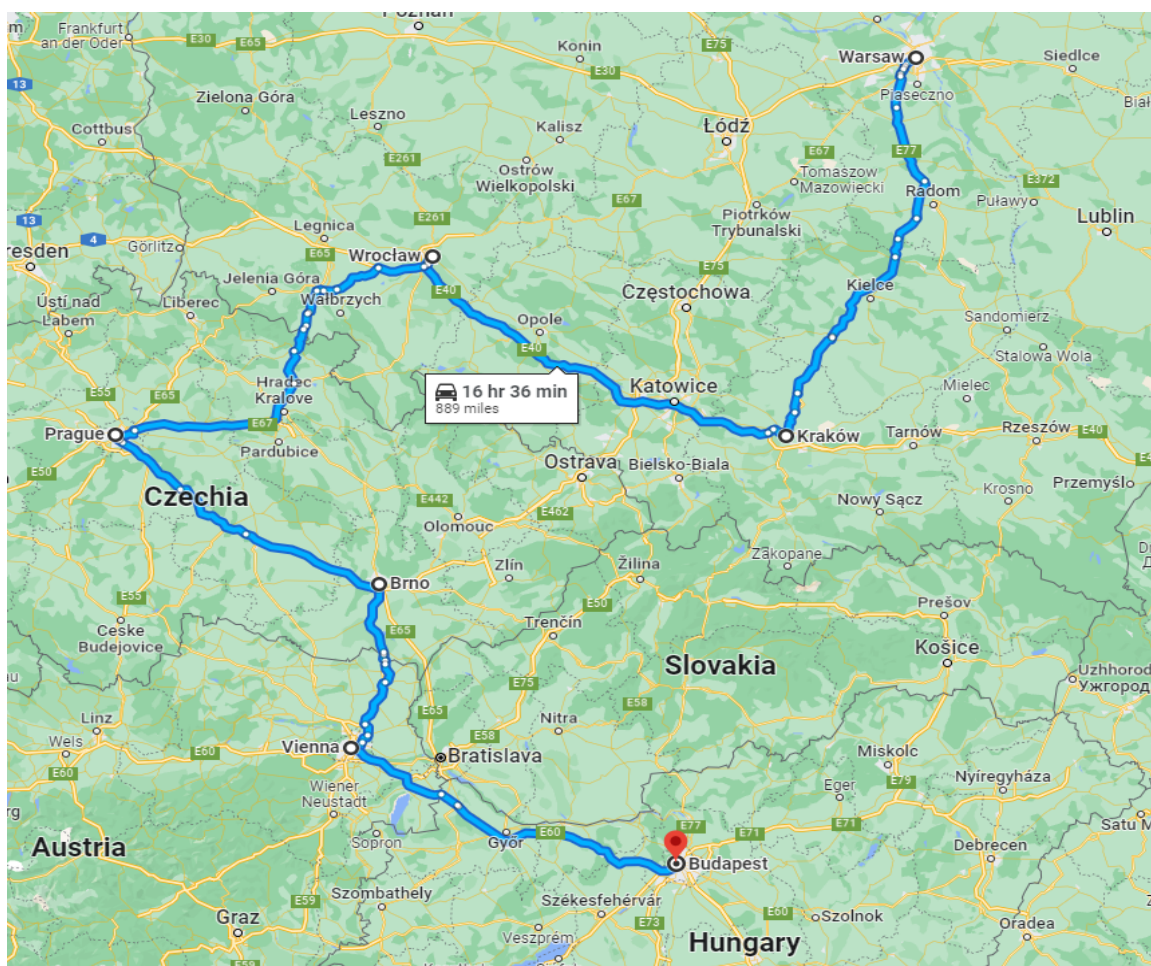 Poznań
Frankfurt
an der Oder
E30
E65
Konin
E75
E30
Warsaw
Siedlce
13
Zielona Góra
Leszno
Piaseczno
Cottbus
Kalisz
Łódź
E77
E67
E261
Ostrów
Wielkopolski
Tomaszow
Mazowiecki
Radom
E372
Puławy
E67
13
4
Görlitz
Legnica
E261
Piotrków
Trybunalski
Lublin
resden
E65
Wrocław
E75
Jelenia Góra
E40
Kielce
Ústí nad
Labem
Liberec
Wałbrzych
Opole
Częstochowa
Sandomierz
E40
Stalowa Wola
E55
E65
Hradec
Kralove
16 hr 36 min
889 miles
Katowice
Mielec
Prague
E67
Kraków
Tarnów
Rzeszów
E40
Pardubice
E50
Ostrava
Bielsko-Biala
Czechia
E442
Nowy Sącz
Krosno
Przemyślo
Olomouc
E462
Zakopane
Zlín
Žilina
Brno
E55
E50
Prešov
Ceske
Budejovice
E65
Trenčín
Košice
Slovakia
Uzhhorod
Ужгород
E75
E65
E58
Linz
Nitra
E58
Vienna
E60
Wels
Bratislava
Miskolc
E60
Wiener
Neustadt
Eger
E79
Nyíregyháza
E77
E71
E71
Satu M
Austria
Sopron
Győr
E60
Debrecen
Budapest
Szombathely
E59
Székesfehérvár
E60
Szolnok
Graz
Oradea
E73
Veszprém
Hungary
E59
E66